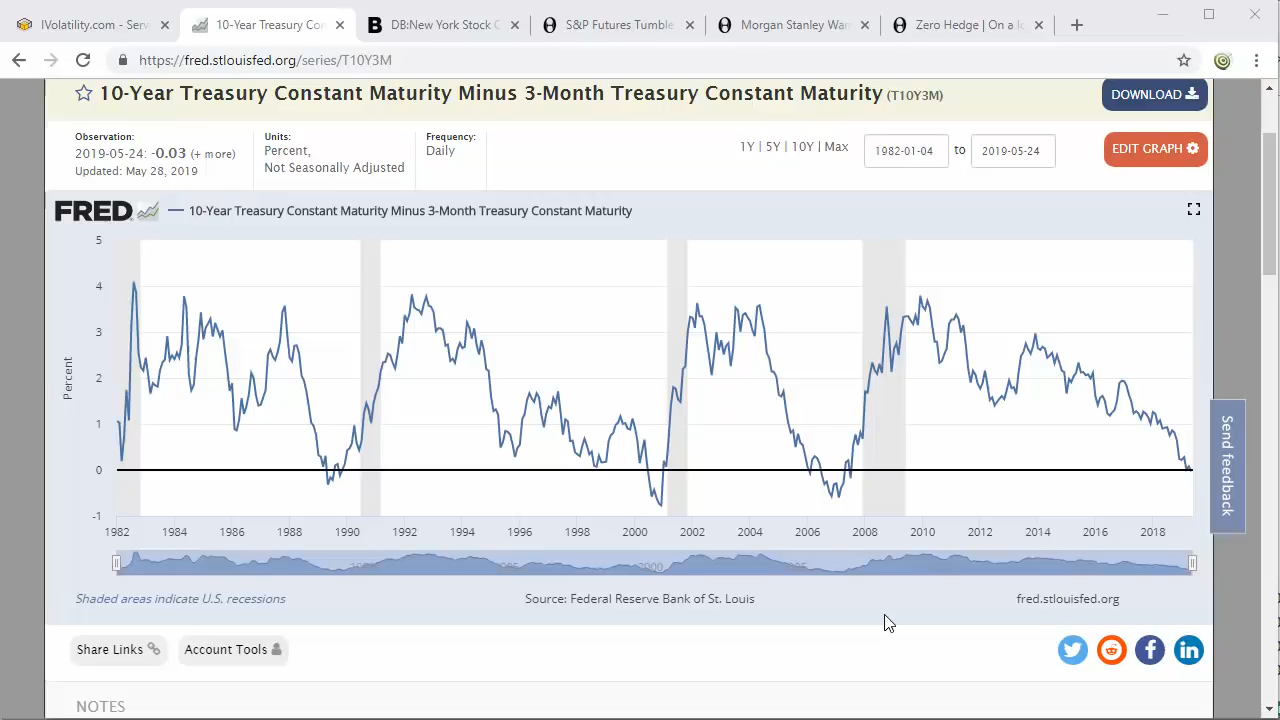 IVolatility.com - Serv
10-Year Treasury Con
DB:New York Stock C
S&P Futures Tumble
Morgan Stanley War
Zero Hedge | On a lo
https://fred.stlouisfed.org/series/T10Y3M
10-Year Treasury Constant Maturity Minus 3-Month Treasury Constant Maturity (T10Y3M)
DOWNLOAD
Observation:
2019-05-24: -0.03 (+ more)
Updated: May 28, 2019
Units:
Percent,
Not Seasonally Adjusted
Frequency:
Daily
1Y | 5Y | 10Y | Max
1982-01-04 to 2019-05-24
EDIT GRAPH
FRED
10-Year Treasury Constant Maturity Minus 3-Month Treasury Constant Maturity
5
4
3
2
1
0
-1
Percent
1982 1984 1986 1988 1990 1992 1994 1996 1998 2000 2002 2004 2006 2008 2010 2012 2014 2016 2018
2000
Shaded areas indicate U.S. recessions
Source: Federal Reserve Bank of St. Louis
fred.stlouisfed.org
Send feedback
Share Links
Account Tools
NOTES